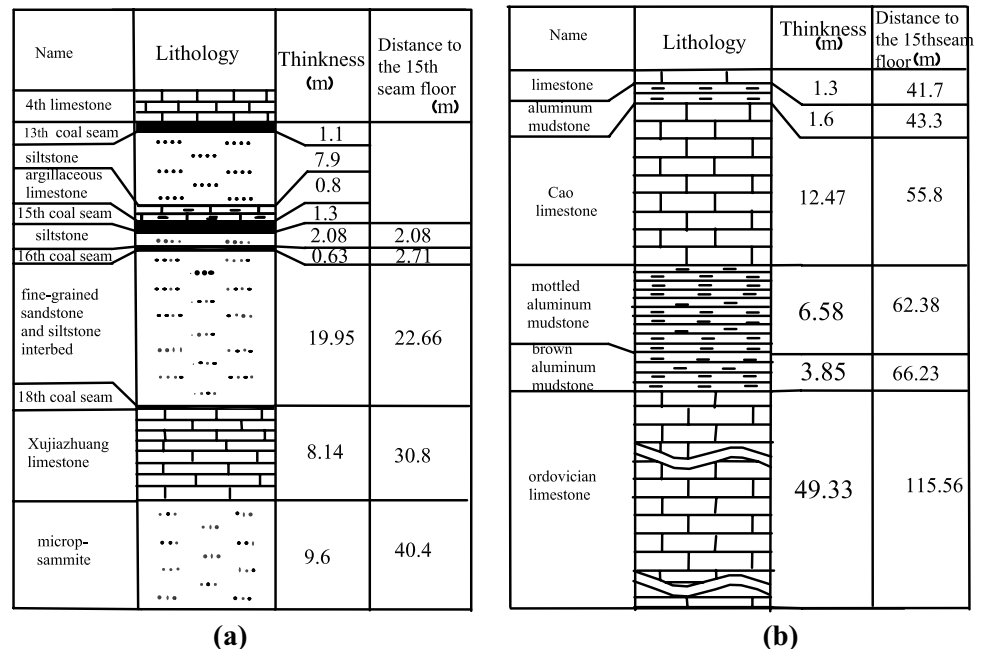 Name
Lithology
Thinkness
(m)
Distance to
the 15th
seam floor
(m)
4th limestone
13th coal seam
1.1
siltstone
7.9
argillaceous
limestone
0.8
15th coal seam
1.3
siltstone
2.08
2.08
16th coal seam
0.63
2.71
fine-grained
sandstone
and siltstone
interbed
19.95
22.66
18th coal seam
Xujiazhuang
limestone
8.14
30.8
microp-
sammite
9.6
40.4
(a)
Name
Lithology
Thinkness
(m)
Distance to
the 15thseam
floor(m)
limestone
1.3
41.7
aluminum
mudstone
1.6
43.3
Cao
limestone
12.47
55.8
mottled
aluminum
mudstone
6.58
62.38
brown
aluminum
mudstone
3.85
66.23
ordovician
limestone
49.33
115.56
(b)